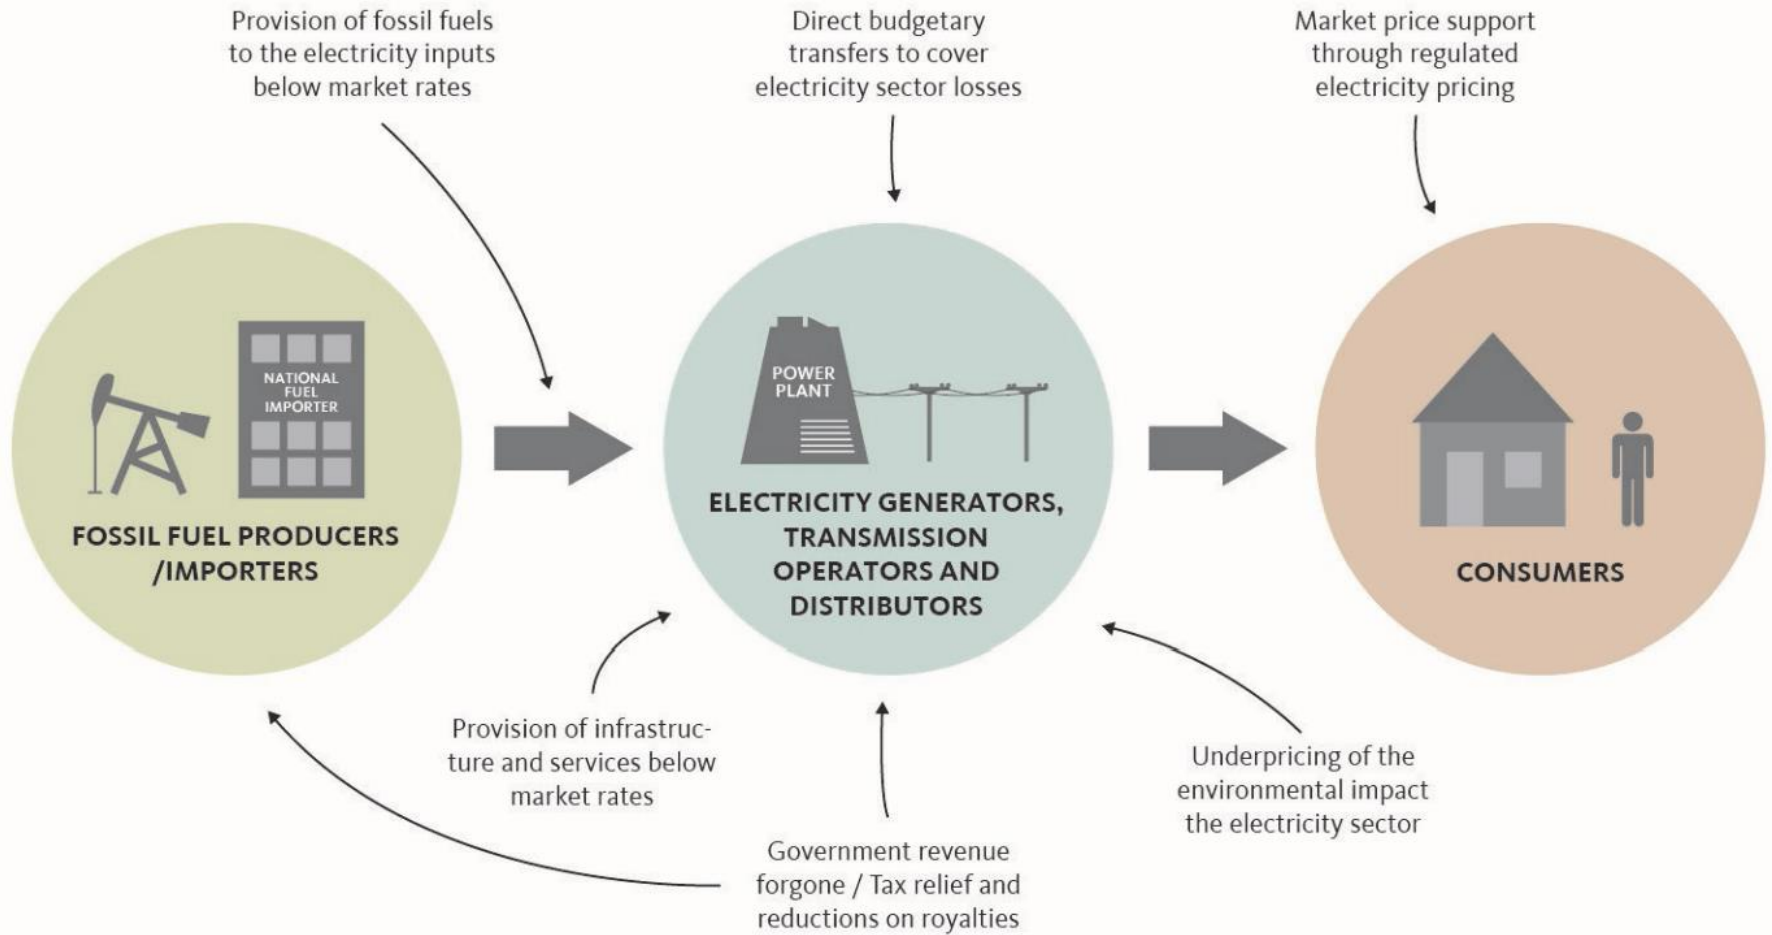 Provision of fossil fuels
to the electricity inputs
below market rates
Direct budgetary
transfers to cover
electricity sector losses
Market price support
through regulated
electricity pricing
NATIONAL
FUEL
IMPORTER
FOSSIL FUEL PRODUCERS
/IMPORTERS
POWER
PLANT
ELECTRICITY GENERATORS,
TRANSMISSION
OPERATORS AND
DISTRIBUTORS
CONSUMERS
Provision of infrastruc-
ture and services below
market rates
Government revenue
forgone / Tax relief and
reductions on royalties
Underpricing of the
environmental impact
the electricity sector